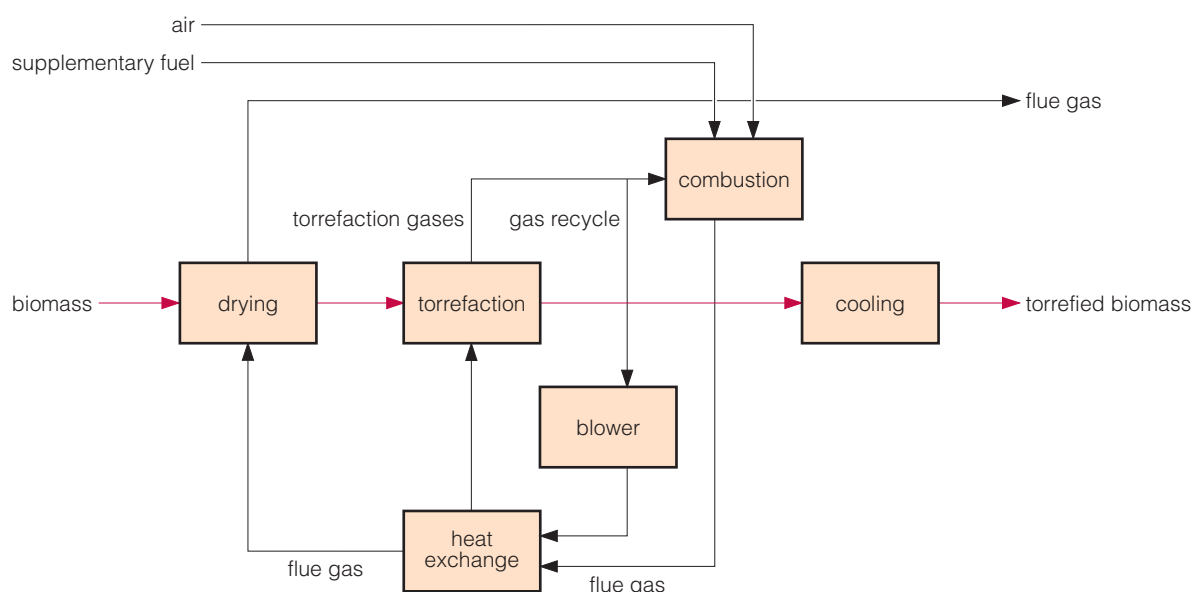 air
supplementary fuel
flue gas
combustion
torrefaction gases
gas recycle
biomass
drying
torrefaction
cooling
torrefied biomass
blower
heat
exchange
flue gas
flue gas